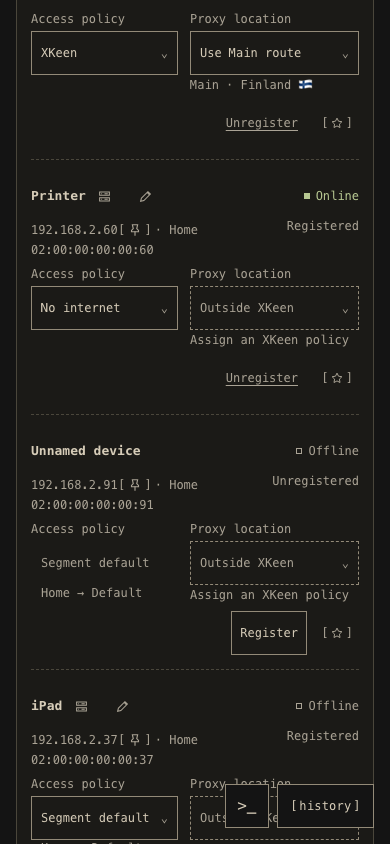 Access policy Proxy location
XKeen Use Main route
Main · Finland
Unregister [☆]
Printer Online
192.168.2.60[ ]· Home Registered
02:00:00:00:00:60
Access policy Proxy location
No internet Outside XKeen
Assign an XKeen policy
Unregister [☆]
Unnamed device Offline
192.168.2.91[ ]· Home Unregistered
02:00:00:00:00:91
Access policy Proxy location
Segment default Outside XKeen
Home → Default
Assign an XKeen policy
Register [☆]
iPad Offline
192.168.2.37[ ]· Home Registered
02:00:00:00:00:37
Access policy Proxy
Segment default
>_ [history]